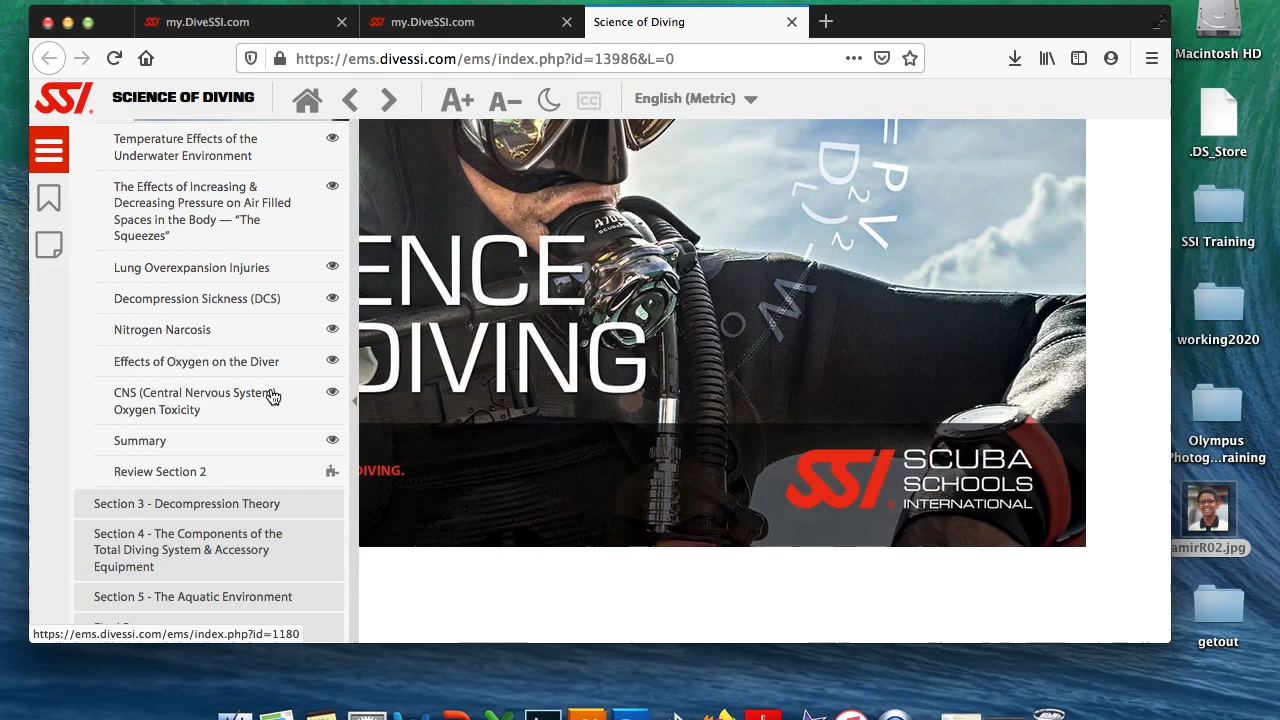 my.DiveSSI.com
my.DiveSSI.com
Science of Diving
https://ems.divessi.com/ems/index.php?id=13986&L=0
SSI
SCIENCE OF DIVING
A+
A-
CC
English (Metric)
Temperature Effects of the
Underwater Environment
The Effects of Increasing &
Decreasing Pressure on Air Filled
Spaces in the Body — “The
Squeezes”
Lung Overexpansion Injuries
Decompression Sickness (DCS)
Nitrogen Narcosis
Effects of Oxygen on the Diver
CNS (Central Nervous System)
Oxygen Toxicity
Summary
Review Section 2
Section 3 - Decompression Theory
Section 4 - The Components of the
Total Diving System & Accessory
Equipment
Section 5 - The Aquatic Environment
https://ems.divessi.com/ems/index.php?id=1180
ENCE
DIVING
DIVING.
SSI
SCUBA
SCHOOLS
INTERNATIONAL
Macintosh HD
.DS_Store
SSI Training
working2020
Olympus
Photog...raining
amirR02.jpg
getout